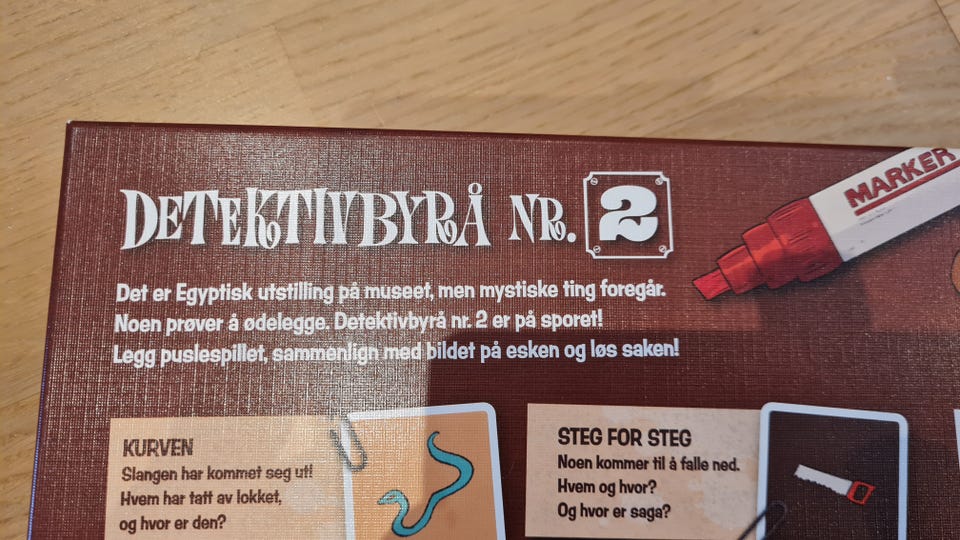 DETEKTIVBYRÅ NR. 2
MARKER
Det er Egyptisk utstilling på museet, men mystiske ting foregår.
Noen prøver å ødelegge. Detektivbyrå nr. 2 er på sporet!
Legg puslespillet, sammenlign med bildet på esken og løs saken!
KURVEN
Slangen har kommet seg ut!
Hvem har tatt av lokket,
og hvor er den?
STEG FOR STEG
Noen kommer til å falle ned.
Hvem og hvor?
Og hvor er saga?